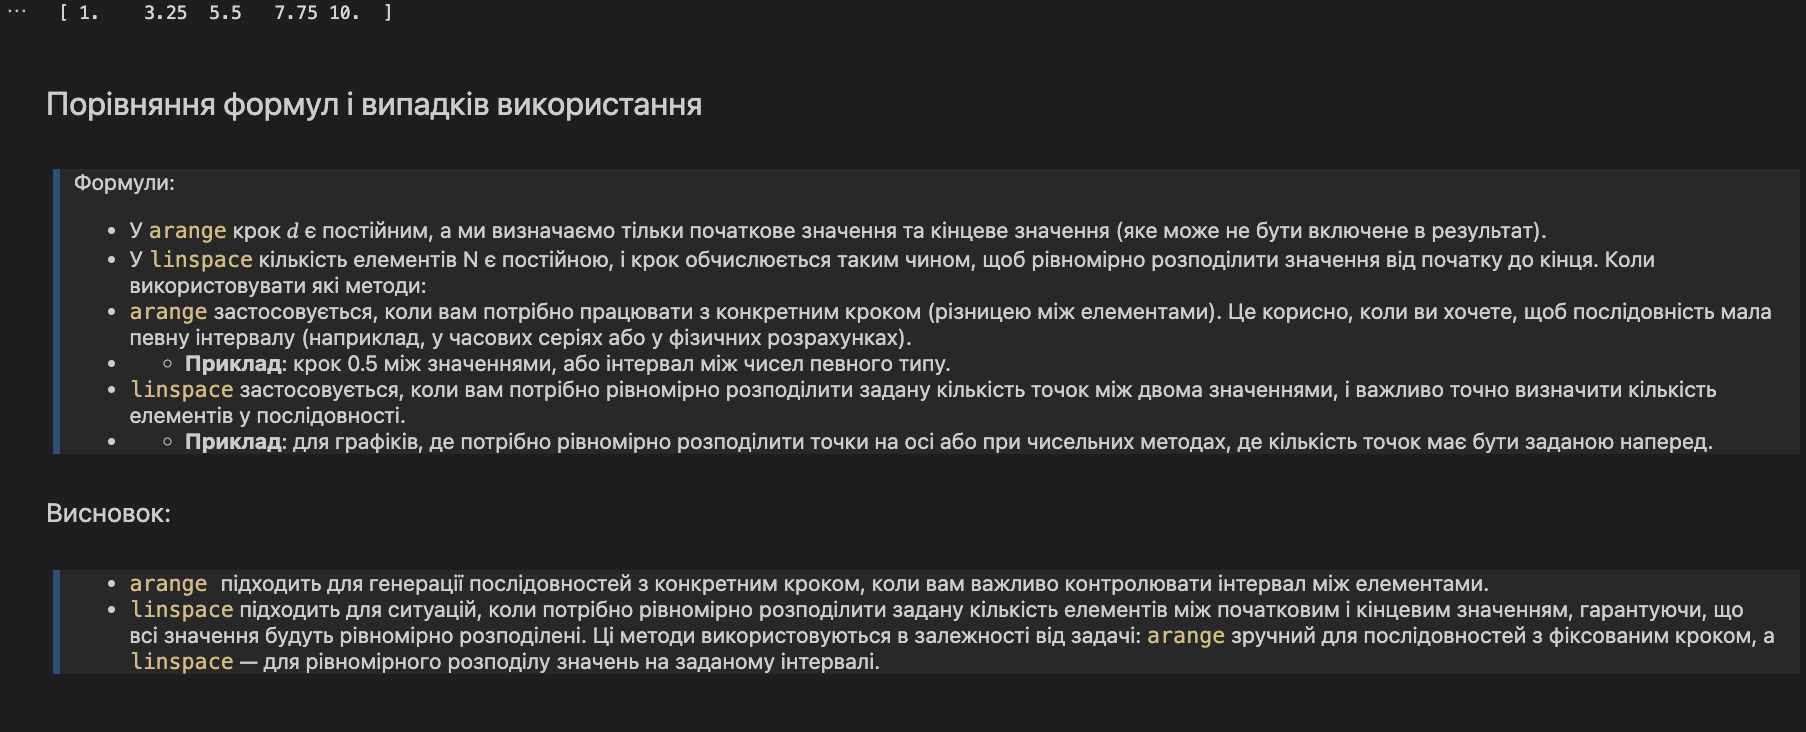 [ 1.    3.25  5.5   7.75 10.  ]
Порівняння формул і випадків використання
Формули:
• У arange крок d є постійним, а ми визначаємо тільки початкове значення та кінцеве значення (яке може не бути включене в результат).
• У linspace кількість елементів N є постійною, і крок обчислюється таким чином, щоб рівномірно розподілити значення від початку до кінця. Коли
використовувати які методи:
• arange застосовується, коли вам потрібно працювати з конкретним кроком (різницею між елементами). Це корисно, коли ви хочете, щоб послідовність мала
певну інтервалу (наприклад, у часових серіях або у фізичних розрахунках).
• ◦ Приклад: крок 0.5 між значеннями, або інтервал між чисел певного типу.
• linspace застосовується, коли вам потрібно рівномірно розподілити задану кількість точок між двома значеннями, і важливо точно визначити кількість
елементів у послідовності.
• ◦ Приклад: для графіків, де потрібно рівномірно розподілити точки на осі або при чисельних методах, де кількість точок має бути заданою наперед.
Висновок:
• arange підходить для генерації послідовностей з конкретним кроком, коли вам важливо контролювати інтервал між елементами.
• linspace підходить для ситуацій, коли потрібно рівномірно розподілити задану кількість елементів між початковим і кінцевим значенням, гарантуючи, що
всі значення будуть рівномірно розподілені. Ці методи використовуються в залежності від задачі: arange зручний для послідовностей з фіксованим кроком, а
linspace — для рівномірного розподілу значень на заданому інтервалі.